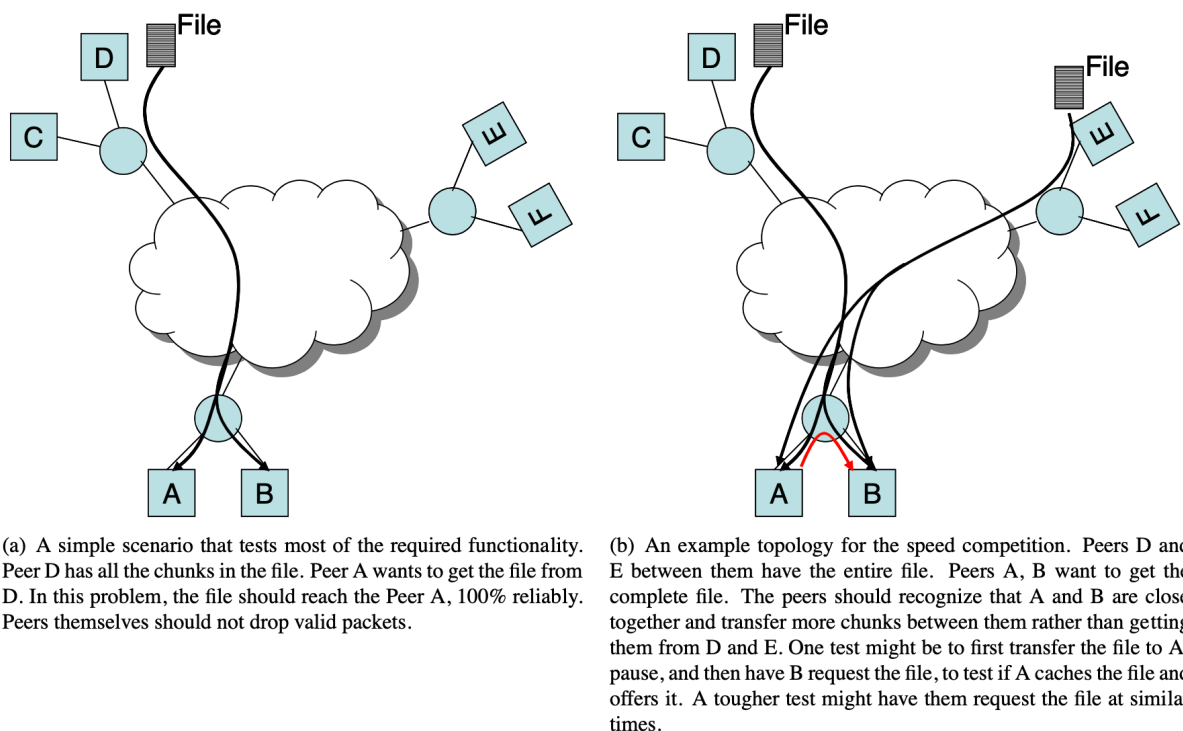 File
D
C
E
F
A
B
(a) A simple scenario that tests most of the required functionality.
Peer D has all the chunks in the file. Peer A wants to get the file from
D. In this problem, the file should reach the Peer A, 100% reliably.
Peers themselves should not drop valid packets.
File
D
File
C
E
F
A
B
(b) An example topology for the speed competition. Peers D and
E between them have the entire file. Peers A, B want to get the
complete file. The peers should recognize that A and B are close
together and transfer more chunks between them rather than getting
them from D and E. One test might be to first transfer the file to A,
pause, and then have B request the file, to test if A caches the file and
offers it. A tougher test might have them request the file at similar
times.